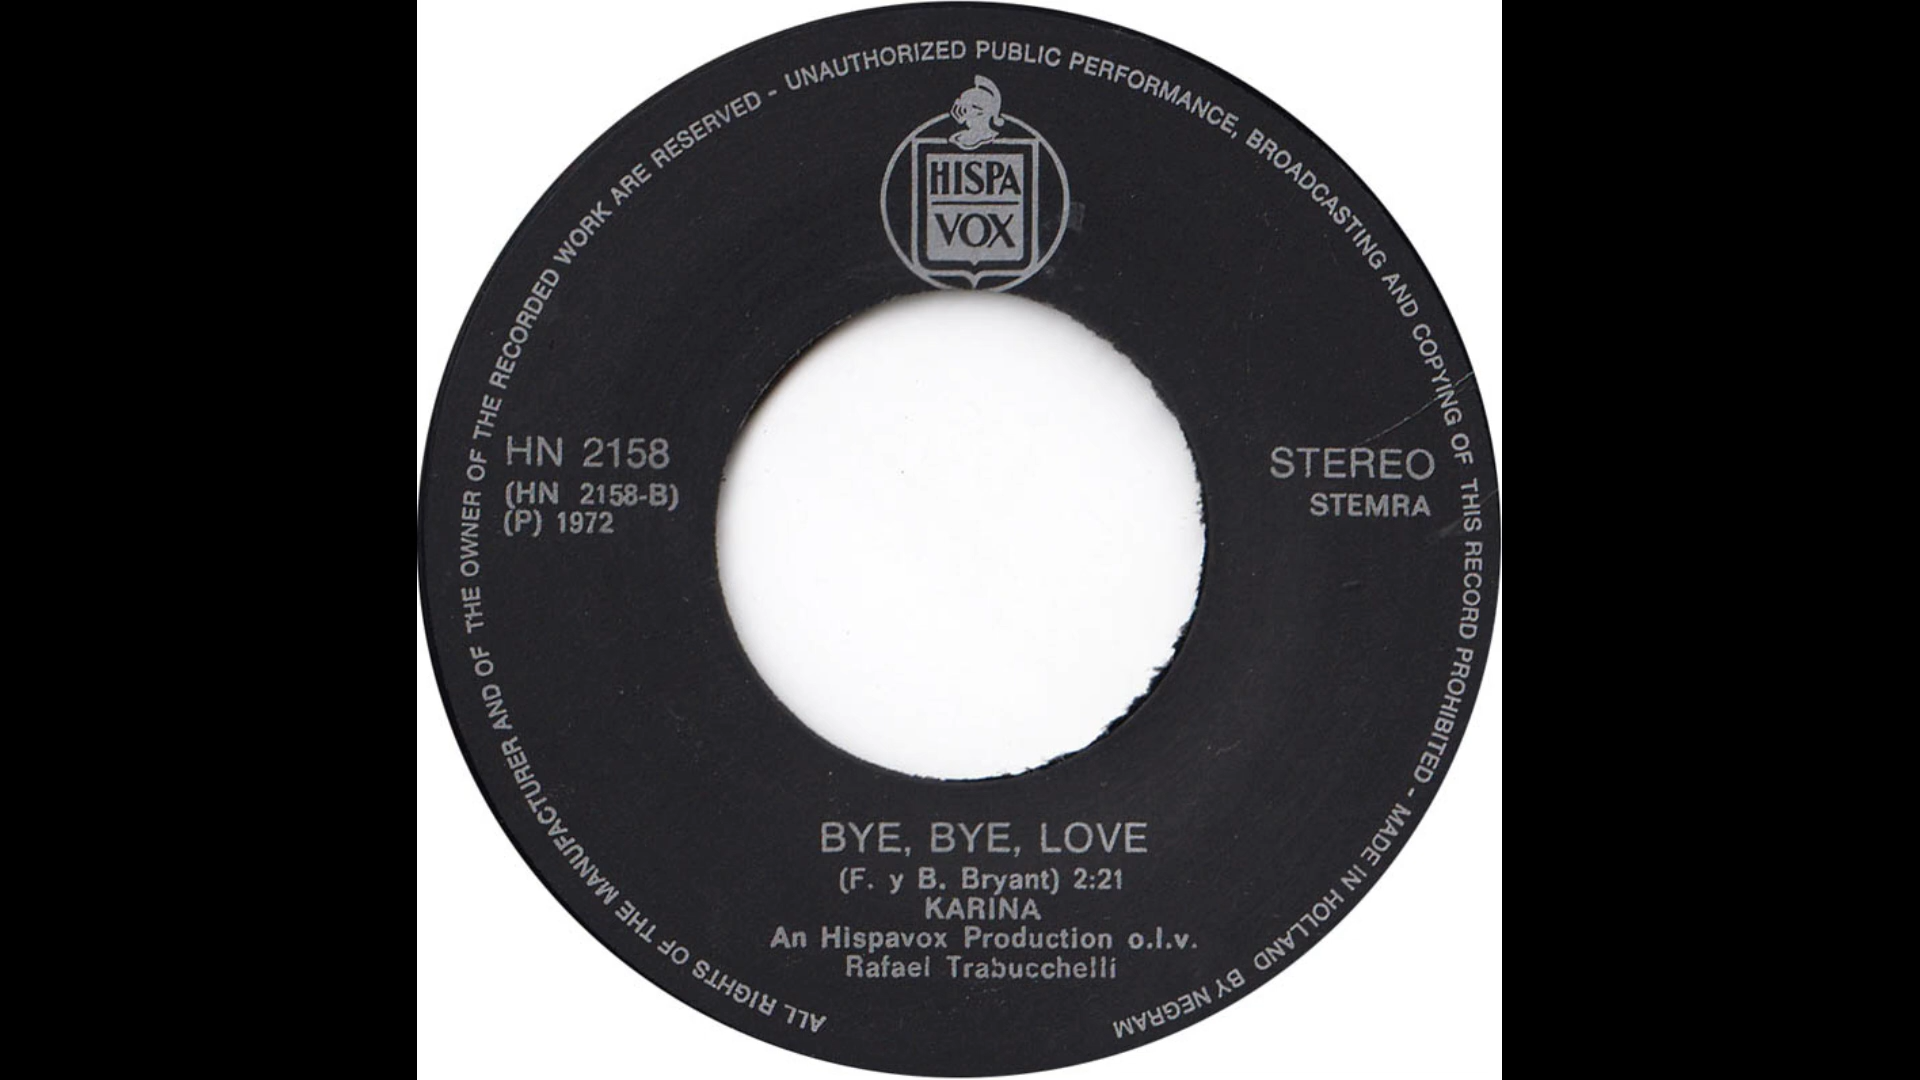 ALL RIGHTS OF THE MANUFACTURER AND OF THE OWNER OF THE RECORDED WORK ARE RESERVED - UNAUTHORIZED PUBLIC PERFORMANCE, BROADCASTING AND COPYING OF THIS RECORD PROHIBITED - MADE IN HOLLAND BY NEGRAM
HISPA
VOX
HN 2158
(HN 2158-B)
(P) 1972
STEREO
STEMRA
BYE, BYE, LOVE
(F. y B. Bryant) 2:21
KARINA
An Hispavox Production o.l.v.
Rafael Trabucchelli